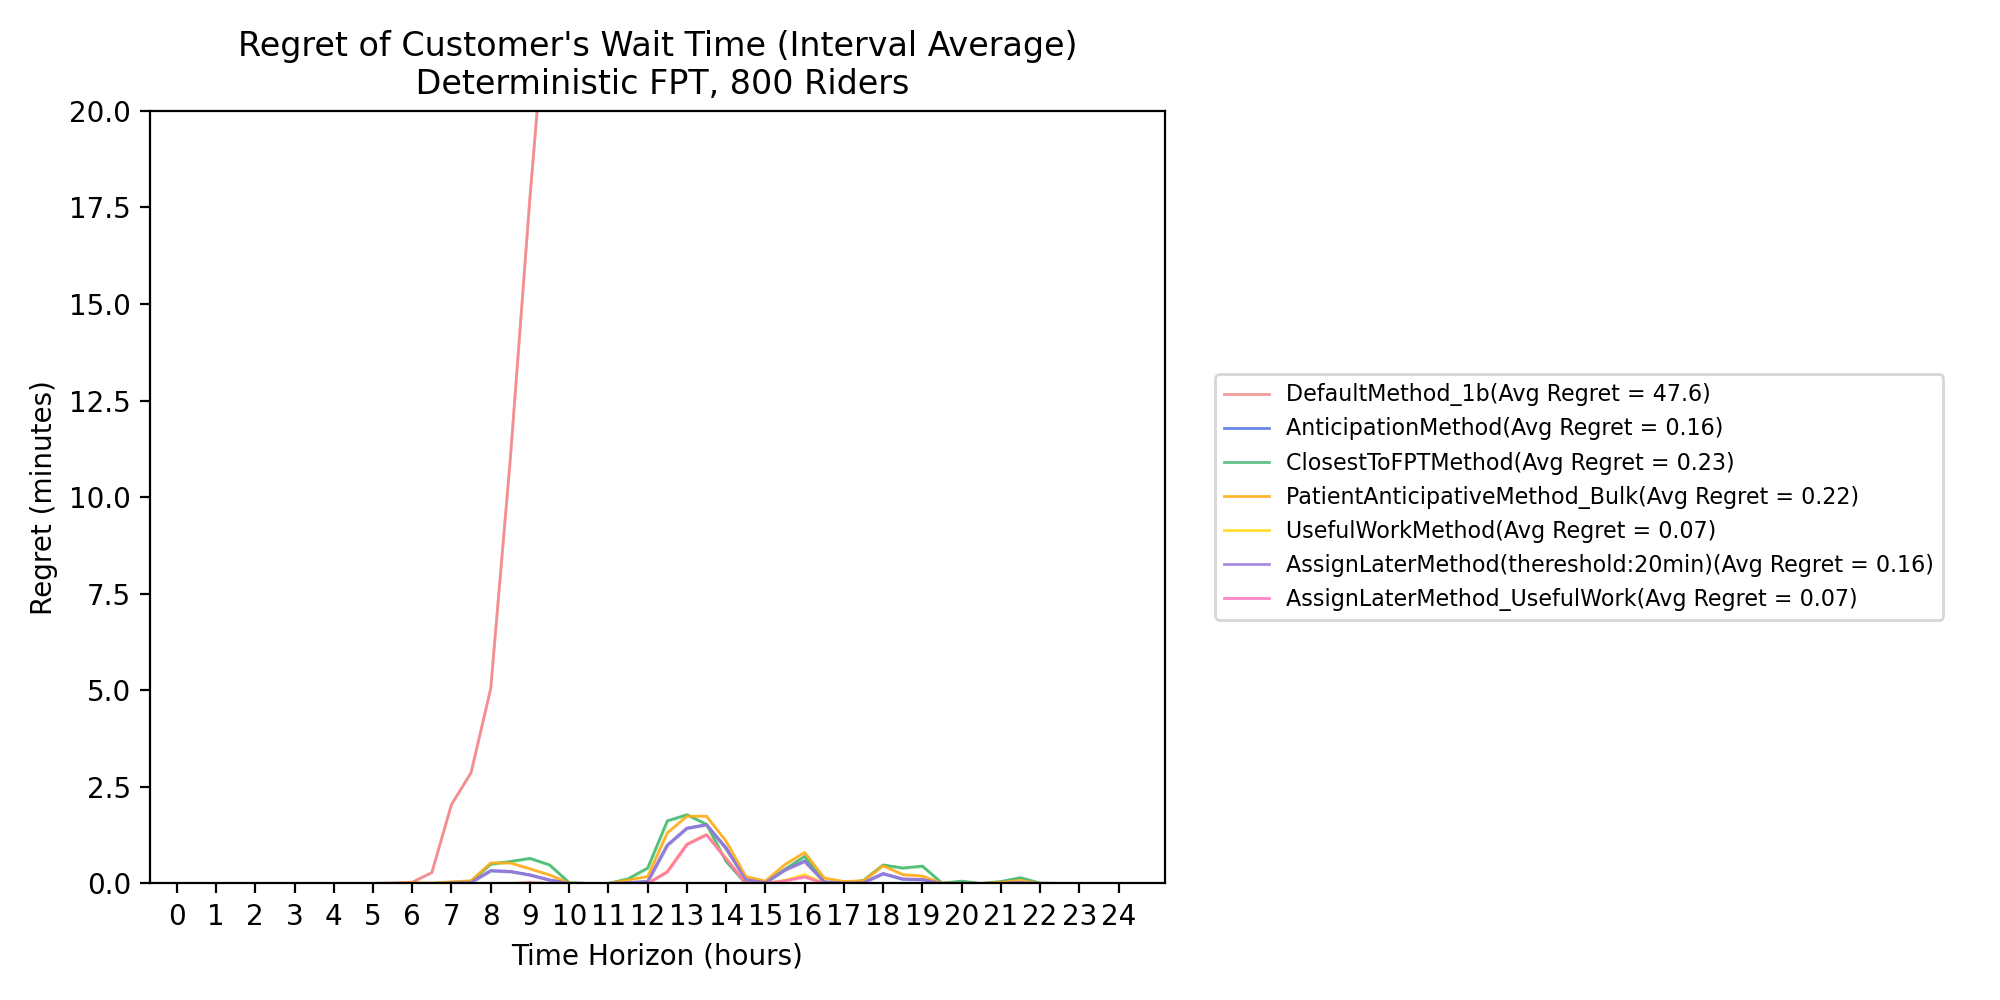 Regret of Customer's Wait Time (Interval Average)
Deterministic FPT, 800 Riders
20.0
17.5
15.0
12.5
10.0
7.5
5.0
2.5
0.0
Regret (minutes)
0 1 2 3 4 5 6 7 8 9 10 11 12 13 14 15 16 17 18 19 20 21 22 23 24
Time Horizon (hours)
DefaultMethod_1b(Avg Regret = 47.6)
AnticipationMethod(Avg Regret = 0.16)
ClosestToFPTMethod(Avg Regret = 0.23)
PatientAnticipativeMethod_Bulk(Avg Regret = 0.22)
UsefulWorkMethod(Avg Regret = 0.07)
AssignLaterMethod(thereshold:20min)(Avg Regret = 0.16)
AssignLaterMethod_UsefulWork(Avg Regret = 0.07)